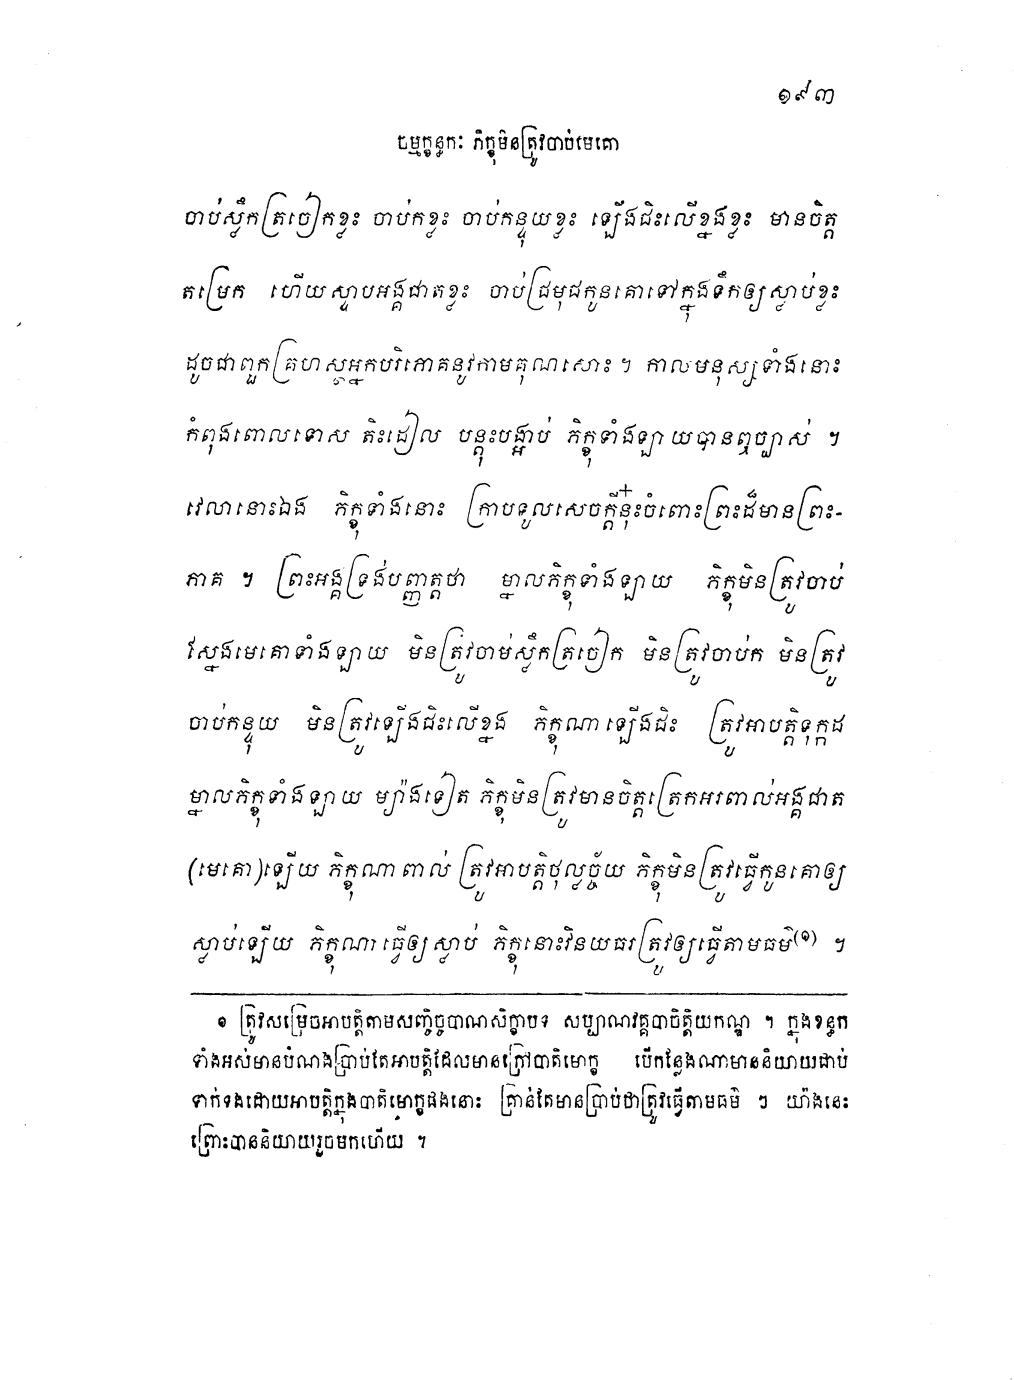 ១៩៣
ចម្មក្ខន្ធកៈ ភិក្ខុមិនត្រូវចាប់មេគោ
ចាប់ស្លឹកត្រចៀកខ្លះ ចាប់កខ្លះ ចាប់កន្ទុយខ្លះ ឡើងជិះលើខ្នងខ្លះ មានចិត្ត
តម្រេក ហើយស្ទាបអង្គជាតខ្លះ ចាប់ជ្រមុជកូនគោទៅក្នុងទឹកឲ្យស្លាប់ខ្លះ
ដូចជាពួកគ្រហស្ថអ្នកបរិភោគនូវកាមគុណសោះ ។ កាលមនុស្សទាំងនោះ
កំពុងពោលទោស តិះដៀល បន្តុះបង្អាប់ ភិក្ខុទាំងឡាយបានឮច្បាស់ ។
វេលានោះឯង ភិក្ខុទាំងនោះ ក្រាបទូលសេចក្តីនុ៎ះចំពោះព្រះដ៏មានព្រះ-
ភាគ ។ ព្រះអង្គទ្រង់បញ្ញាត្តថា ម្នាលភិក្ខុទាំងឡាយ ភិក្ខុមិនត្រូវចាប់
ស្នែងមេគោទាំងឡាយ មិនត្រូវចាប់ស្លឹកត្រចៀក មិនត្រូវចាប់ក មិនត្រូវ
ចាប់កន្ទុយ មិនត្រូវឡើងជិះលើខ្នង ភិក្ខុណាឡើងជិះ ត្រូវអាបត្តិទុក្កដ
ម្នាលភិក្ខុទាំងឡាយ ម្យ៉ាងទៀត ភិក្ខុមិនត្រូវមានចិត្តត្រេកអរពាល់អង្គជាត
(មេគោ)ឡើយ ភិក្ខុណាពាល់ ត្រូវអាបត្តិថុល្លច្ច័យ ភិក្ខុមិនត្រូវធ្វើកូនគោឲ្យ
ស្លាប់ឡើយ ភិក្ខុណាធ្វើឲ្យស្លាប់ ភិក្ខុនោះវិនយធរត្រូវឲ្យធ្វើតាមធម៌(១) ។
១ ត្រូវសម្រេចអាបត្តិតាមសញ្ចិច្ចបាណសិក្ខាបទ សប្បាណវគ្គបាចិត្តិយកណ្ឌ ។ ក្នុងខន្ធក
ទាំងអស់មានបំណងប្រាប់តែអាបត្តិដែលមានក្រៅបាតិមោក្ខ បើកន្លែងណាមាននិយាយជាប់
ទាក់ទងដោយអាបត្តិក្នុងបាតិមោក្ខផងនោះ គ្រាន់តែមានប្រាប់ថាត្រូវធ្វើតាមធម៌ ៗ យ៉ាងនេះ
ព្រោះបាននិយាយរួចមកហើយ ។